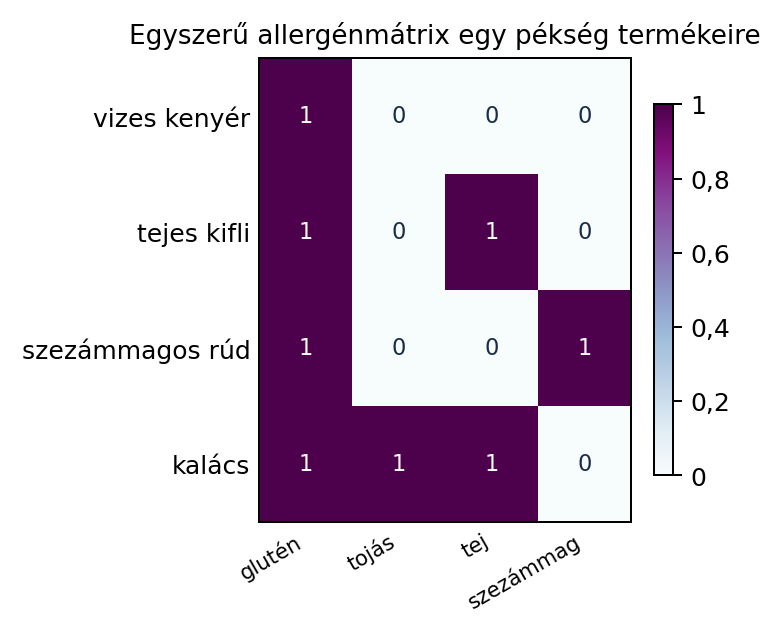 Egyszerű allergénmátrix egy pékség termékeire
vizes kenyér 1 0 0 0
tejes kifli 1 0 1 0
szezámmagos rúd 1 0 0 1
kalács 1 1 1 0
glutén tojás tej szezámmag
1
0,8
0,6
0,4
0,2
0